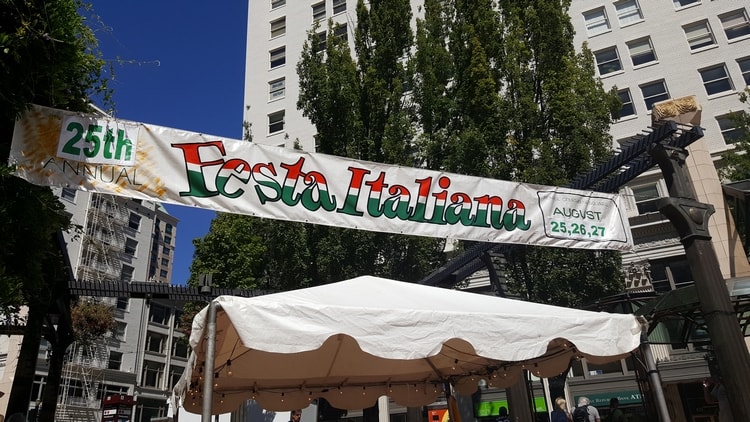 25th
ANNUAL
Festa Italiana
AUGUST
25,26,27